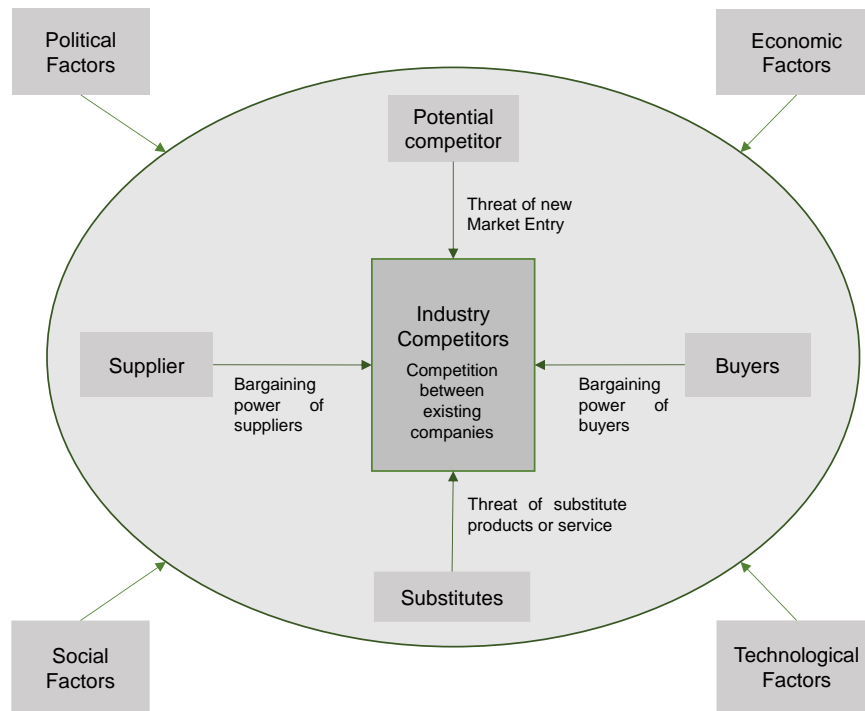 Political
Factors
Economic
Factors
Potential
competitor
Threat of new
Market Entry
Industry
Competitors
Competition
between
existing
companies
Supplier
Bargaining
power of
suppliers
Buyers
Bargaining
power of
buyers
Threat of substitute
products or service
Substitutes
Social
Factors
Technological
Factors